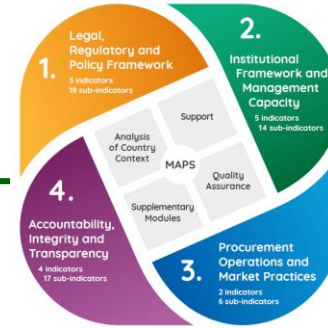 1.
Legal,
Regulatory and
Policy Framework
3 indicators
18 sub-indicators
2.
Institutional
Framework and
Management
Capacity
5 indicators
14 sub-indicators
Support
Analysis
of Country
Context
MAPS
Quality
Assurance
Supplementary
Modules
4.
Accountability,
Integrity and
Transparency
4 indicators
17 sub-indicators
3.
Procurement
Operations and
Market Practices
2 indicators
6 sub-indicators